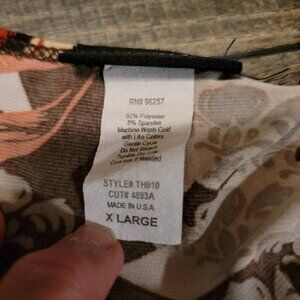 RN# 96257
92% Polyester
8% Spandex
Machine Wash Cold
with Like Colors
Gentle Cycle
Do Not Bleach
Tumble Dry Low
Cool Iron if Needed
STYLE# TH910
CUT# 4893A
MADE IN U.S.A.
X LARGE